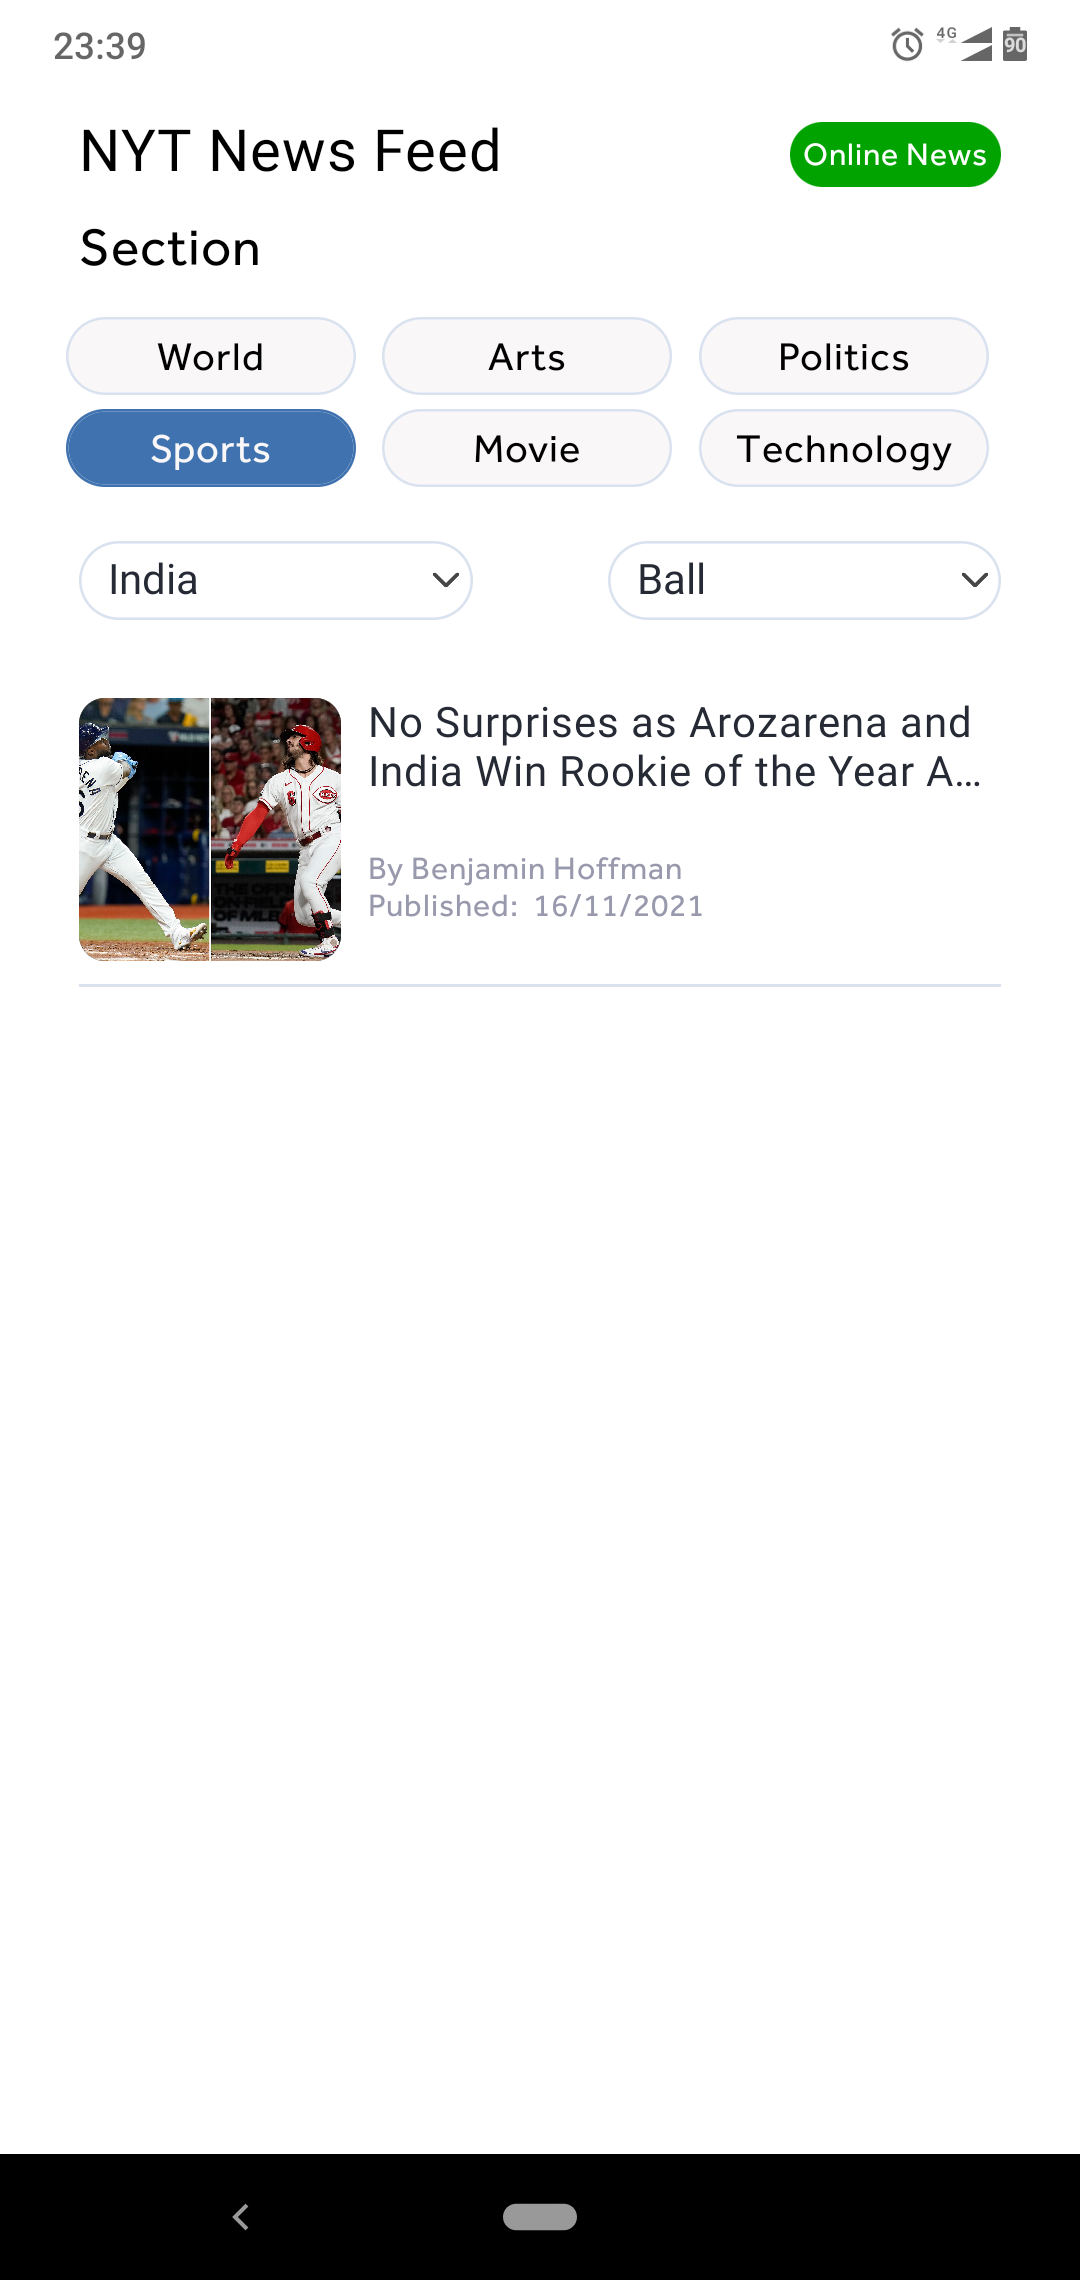 23:39
4G
90
NYT News Feed
Online News
Section
World
Arts
Politics
Sports
Movie
Technology
India
Ball
No Surprises as Arozarena and
India Win Rookie of the Year A…
By Benjamin Hoffman
Published: 16/11/2021